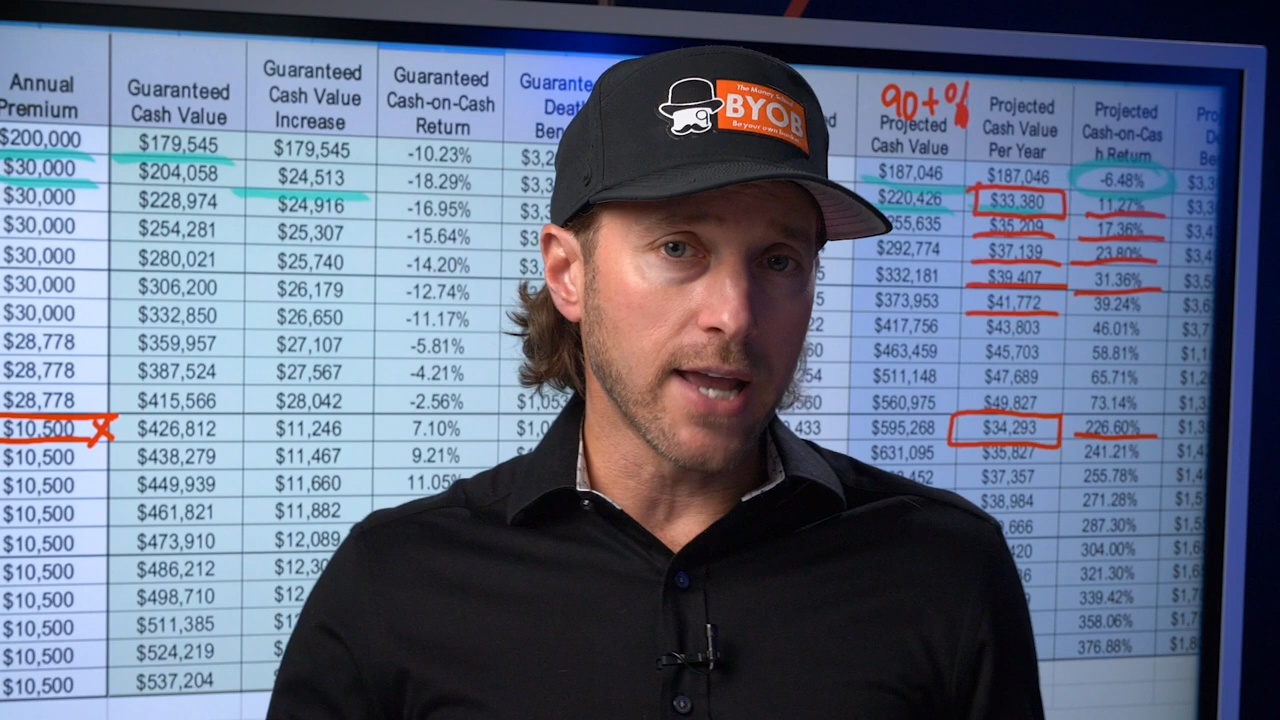 Annual Premium
Guaranteed Cash Value
Guaranteed Cash Value Increase
Guaranteed Cash-on-Cash Return
90+%
Projected Cash Value
Projected Cash Value Per Year
Projected Cash-on-Cas h Return
$200,000 $179,545 $179,545 -10.23% $187,046 $187,046 -6.48%
$30,000 $204,058 $24,513 -18.29% $220,426 $33,380 11.27%
$30,000 $228,974 $24,916 -16.95% $255,635 $35,209 17.36%
$30,000 $254,281 $25,307 -15.64% $292,774 $37,139 23.80%
$30,000 $280,021 $25,740 -14.20% $332,181 $39,407 31.36%
$30,000 $306,200 $26,179 -12.74% $373,953 $41,772 39.24%
$30,000 $332,850 $26,650 -11.17% $417,756 $43,803 46.01%
$28,778 $359,957 $27,107 -5.81% $463,459 $45,703 58.81%
$28,778 $387,524 $27,567 -4.21% $511,148 $47,689 65.71%
$28,778 $415,566 $28,042 -2.56% $560,975 $49,827 73.14%
$10,500 X $426,812 $11,246 7.10% $595,268 $34,293 226.60%
$10,500 $438,279 $11,467 9.21% $631,095 $35,827 241.21%
$10,500 $449,939 $11,660 11.05% $37,357 255.78%
$10,500 $461,821 $11,882 $38,984 271.28%
$10,500 $473,910 $12,089 287.30%
$10,500 $486,212 304.00%
$10,500 $498,710 321.30%
$10,500 $511,385 339.42%
$10,500 $524,219 358.06%
$10,500 $537,204 376.88%
The Money School
BYOB
Be your own banker